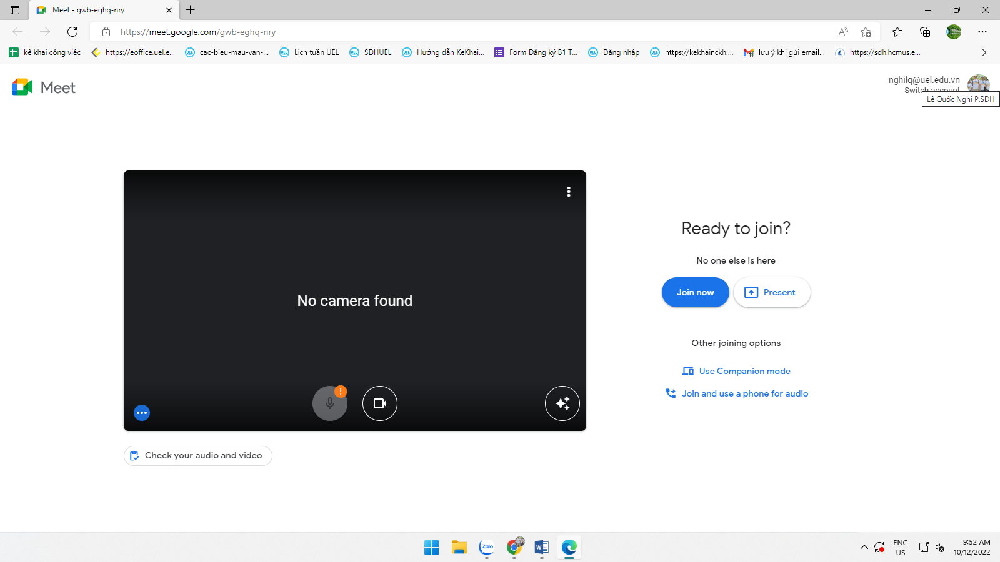 Meet - gwb-eghq-nry
https://meet.google.com/gwb-eghq-nry
kê khai công việc
https://eoffice.uel.e...
cac-bieu-mau-van-...
Lịch tuần UEL
SĐHUEL
Hướng dẫn KeKhai...
Form Đăng ký B1 T...
Đăng nhập
https://kekhainckh....
lưu ý khi gửi email...
https://sdh.hcmus.e...
Meet
nghilq@uel.edu.vn
Switch account
Lê Quốc Nghi P.SĐH
No camera found
Ready to join?
No one else is here
Join now
Present
Other joining options
Use Companion mode
Join and use a phone for audio
Check your audio and video
Zalo
ENG
US
9:52 AM
10/12/2022